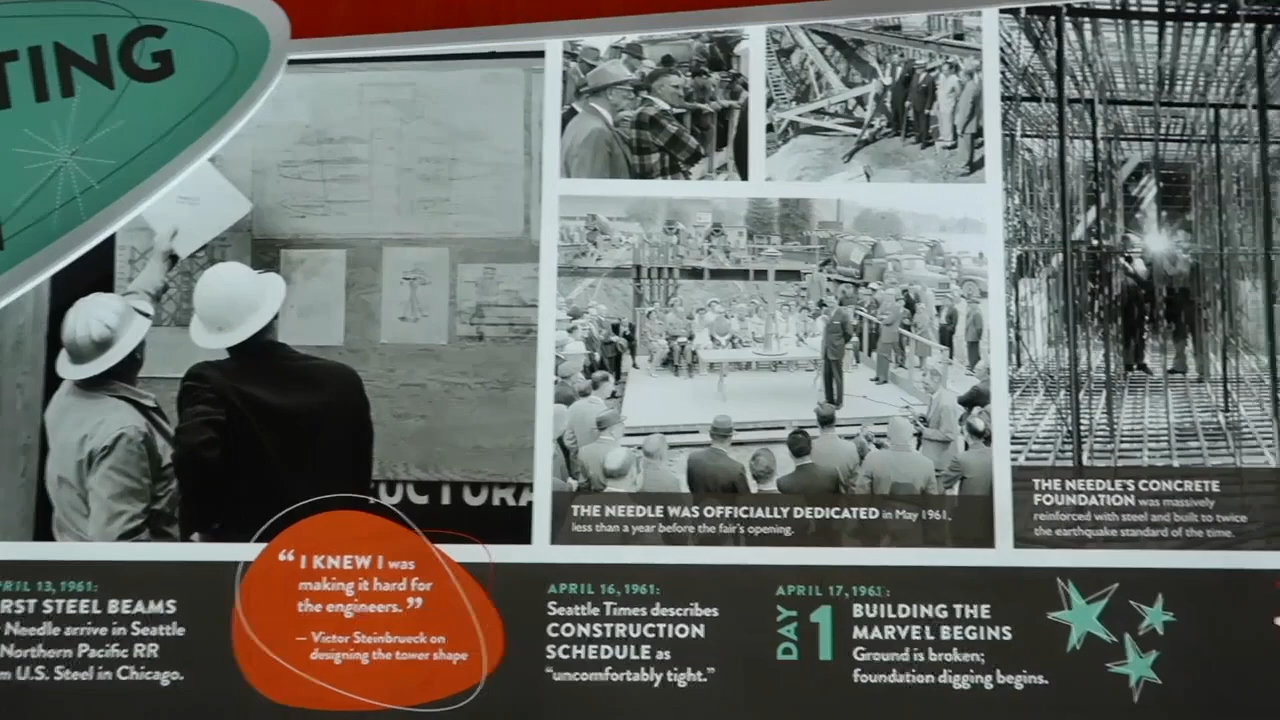 TING
UCTURA
THE NEEDLE WAS OFFICIALLY DEDICATED in May 1961,
less than a year before the fair's opening.
THE NEEDLE'S CONCRETE
FOUNDATION was massively
reinforced with steel and built to twice
the earthquake standard of the time.
RIL 13, 1961:
RST STEEL BEAMS
Needle arrive in Seattle
Northern Pacific RR
m U.S. Steel in Chicago.
“I KNEW I was
making it hard for
the engineers.”
— Victor Steinbrueck on
designing the tower shape
APRIL 16, 1961:
Seattle Times describes
CONSTRUCTION
SCHEDULE as
“uncomfortably tight.”
APRIL 17, 1961:
DAY 1
BUILDING THE
MARVEL BEGINS
Ground is broken;
foundation digging begins.